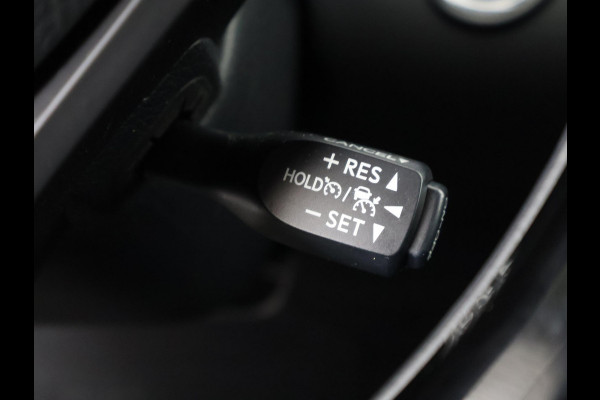 CANCEL▼
+ RES ▲
HOLD / ◀
− SET ▼